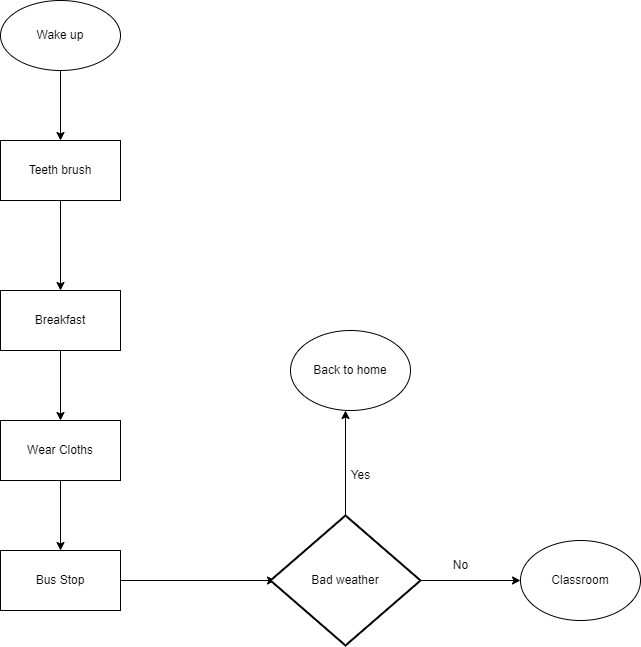 Wake up
Teeth brush
Breakfast
Back to home
Wear Cloths
Yes
Bus Stop
Bad weather
No
Classroom